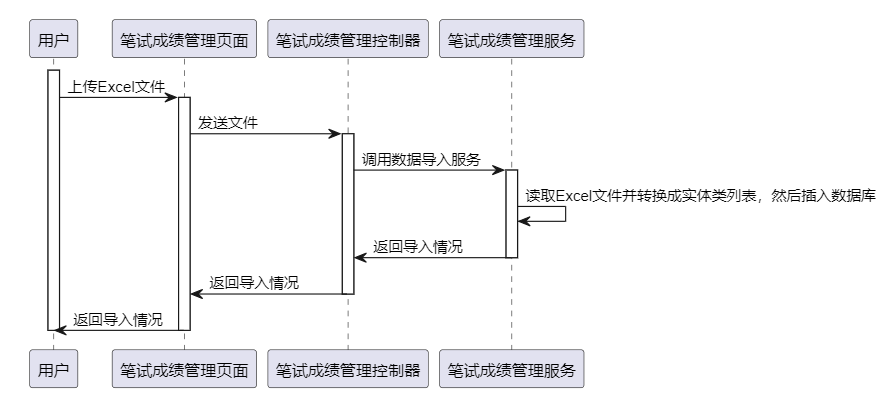 用户
笔试成绩管理页面
笔试成绩管理控制器
笔试成绩管理服务
上传Excel文件
发送文件
调用数据导入服务
读取Excel文件并转换成实体类列表，然后插入数据库
返回导入情况
返回导入情况
返回导入情况
用户
笔试成绩管理页面
笔试成绩管理控制器
笔试成绩管理服务